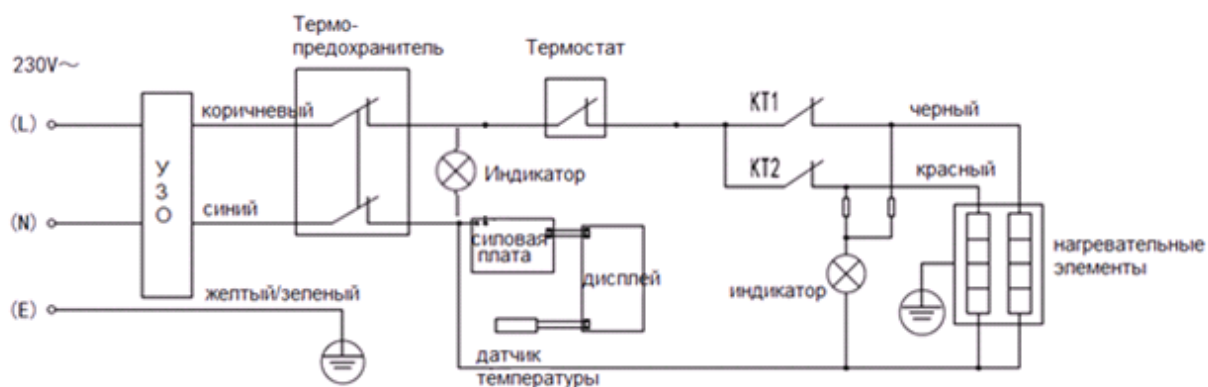 Термо-
предохранитель
Термостат
230V~
(L)
коричневый
KT1
черный
УЗО
Индикатор
KT2
красный
(N)
синий
силовая
плата
дисплей
нагревательные
элементы
индикатор
(E)
желтый/зеленый
датчик
температуры